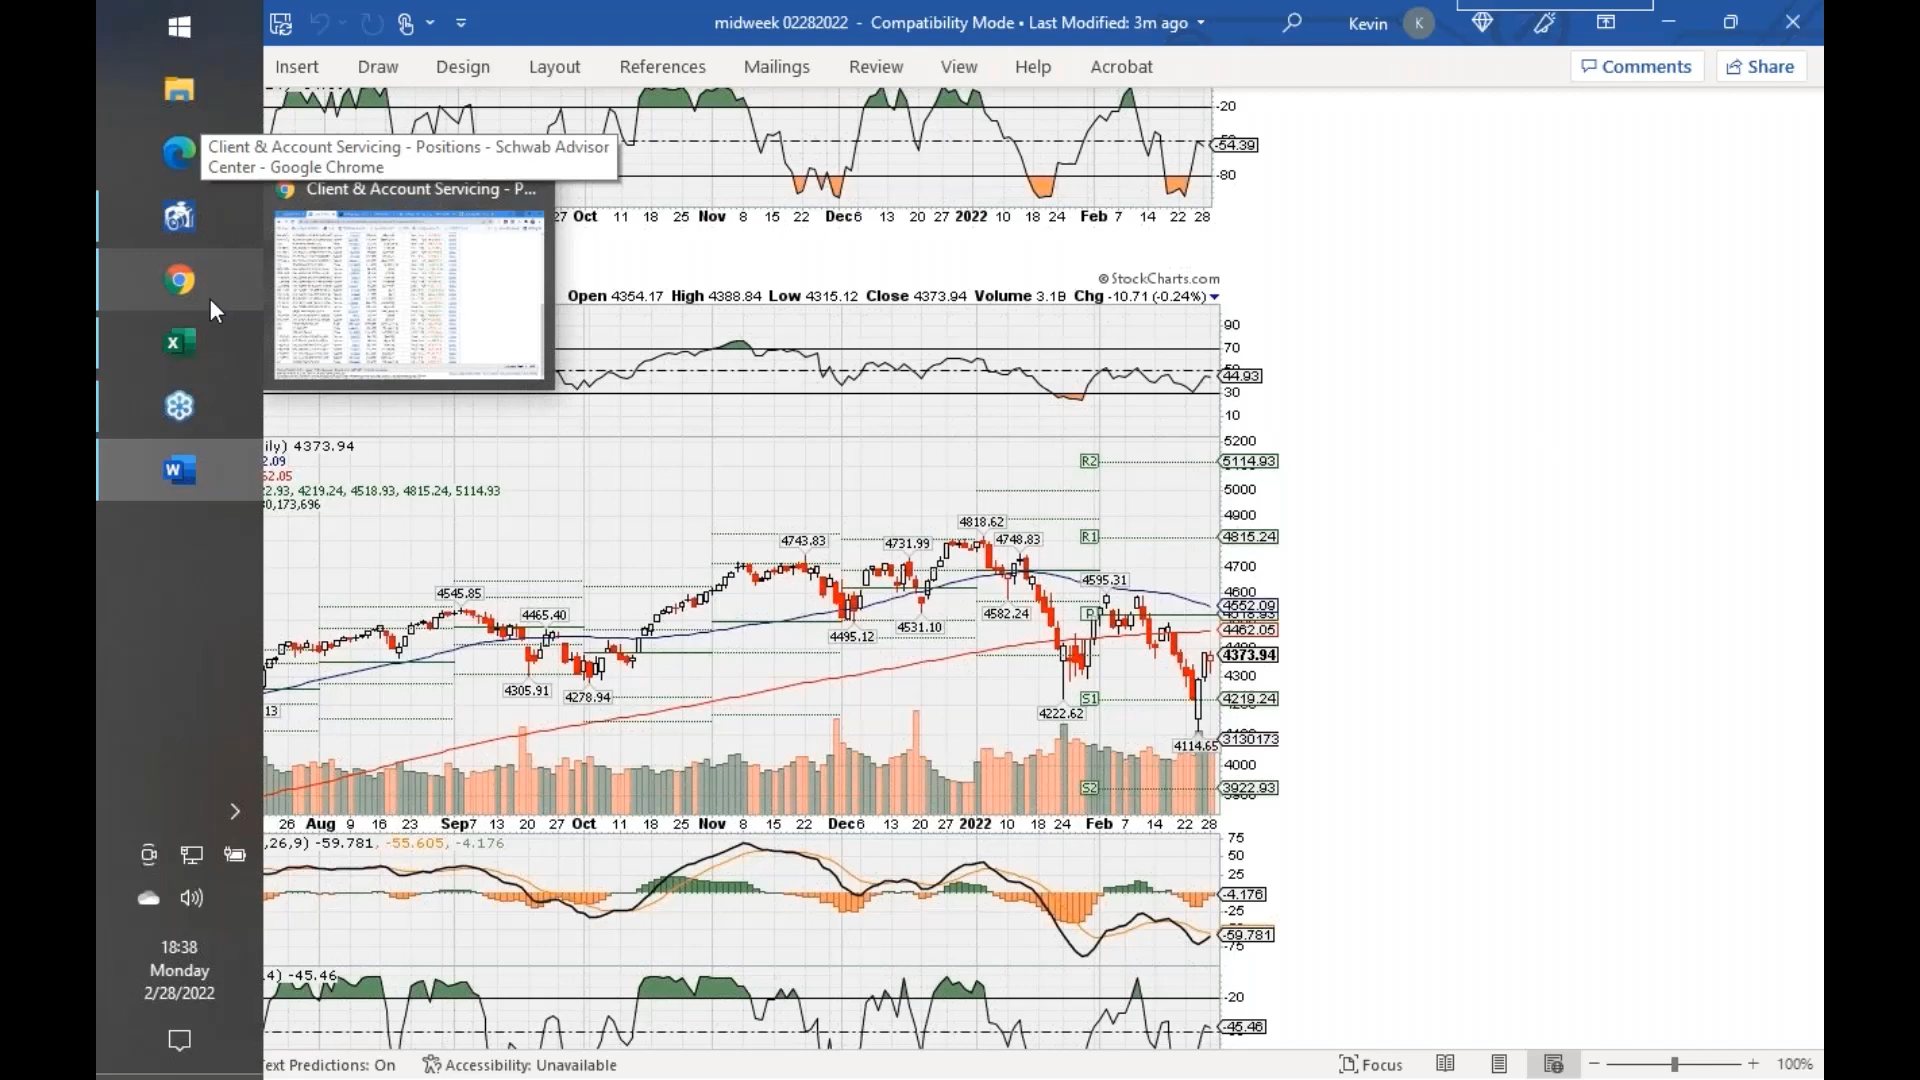 midweek 02282022 - Compatibility Mode • Last Modified: 3m ago
Kevin K
Insert Draw Design Layout References Mailings Review View Help Acrobat
Comments Share
-20
-54.39
-80
Client & Account Servicing - Positions - Schwab Advisor
Center - Google Chrome
Client & Account Servicing - P...
27 Oct 11 18 25 Nov 8 15 22 Dec 6 13 20 27 2022 10 18 24 Feb 7 14 22 28
© StockCharts.com
Open 4354.17 High 4388.84 Low 4315.12 Close 4373.94 Volume 3.1B Chg -10.71 (-0.24%)
90
70
44.93
30
10
ily) 4373.94
2.09
62.05
22.93, 4219.24, 4518.93, 4815.24, 5114.93
0,173,696
5200
R2 5114.93
5000
4900
R1 4815.24
4700
4600
4552.09
P
4462.05
4373.94
4300
S1 4219.24
3130173
4000
S2 3922.93
4818.62
4743.83 4731.99 4748.83
4545.85 4595.31
4465.40 4582.24
4495.12 4531.10
4305.91 4278.94
13 4222.62
4114.65
26 Aug 9 16 23 Sep 7 13 20 27 Oct 11 18 25 Nov 8 15 22 Dec 6 13 20 27 2022 10 18 24 Feb 7 14 22 28
,26,9) -59.781, -55.605, -4.176
75
50
25
-4.176
-25
-59.781
-75
4) -45.46
-20
-45.46
18:38
Monday
2/28/2022
ext Predictions: On Accessibility: Unavailable
Focus 100%